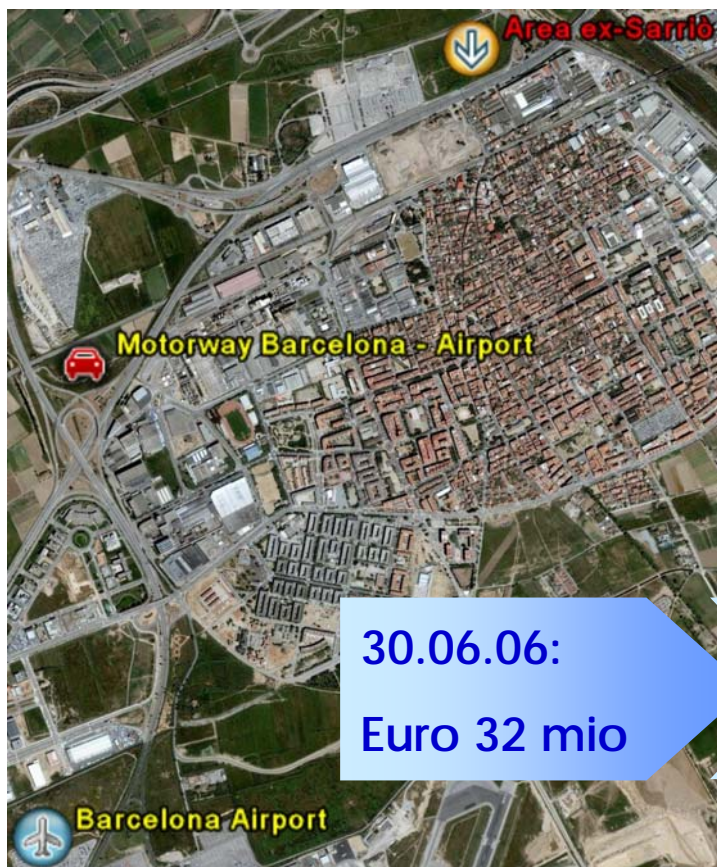 Area ex-Sarriò
Motorway Barcelona - Airport
30.06.06:
Euro 32 mio
Barcelona Airport